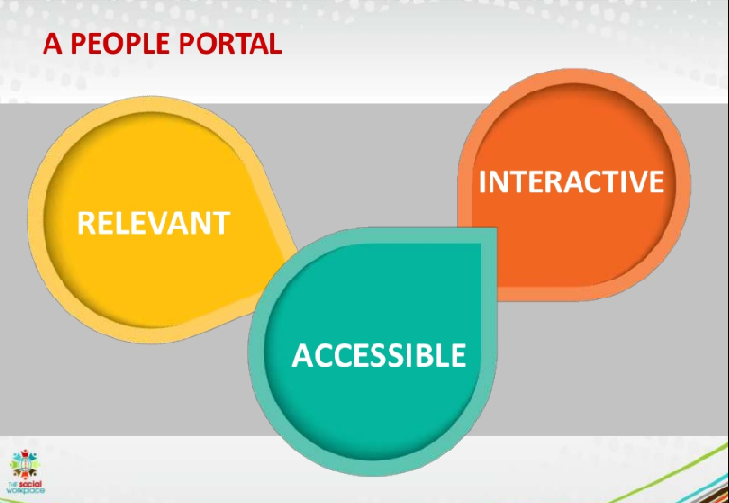 A PEOPLE PORTAL
RELEVANT
INTERACTIVE
ACCESSIBLE
THE social
workplace